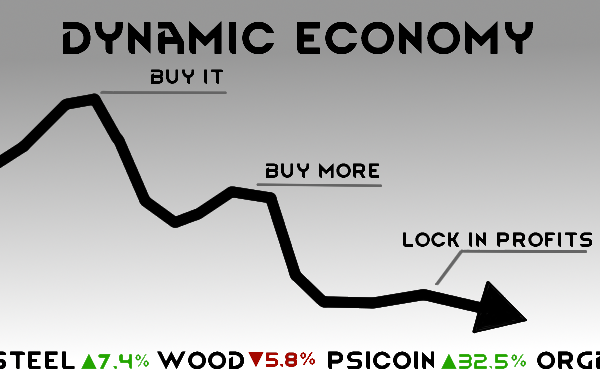 DYNAMIC ECONOMY
BUY IT
BUY MORE
LOCK IN PROFITS
STEEL ▲7.4% WOOD ▼5.8% PSICOIN ▲32.5%